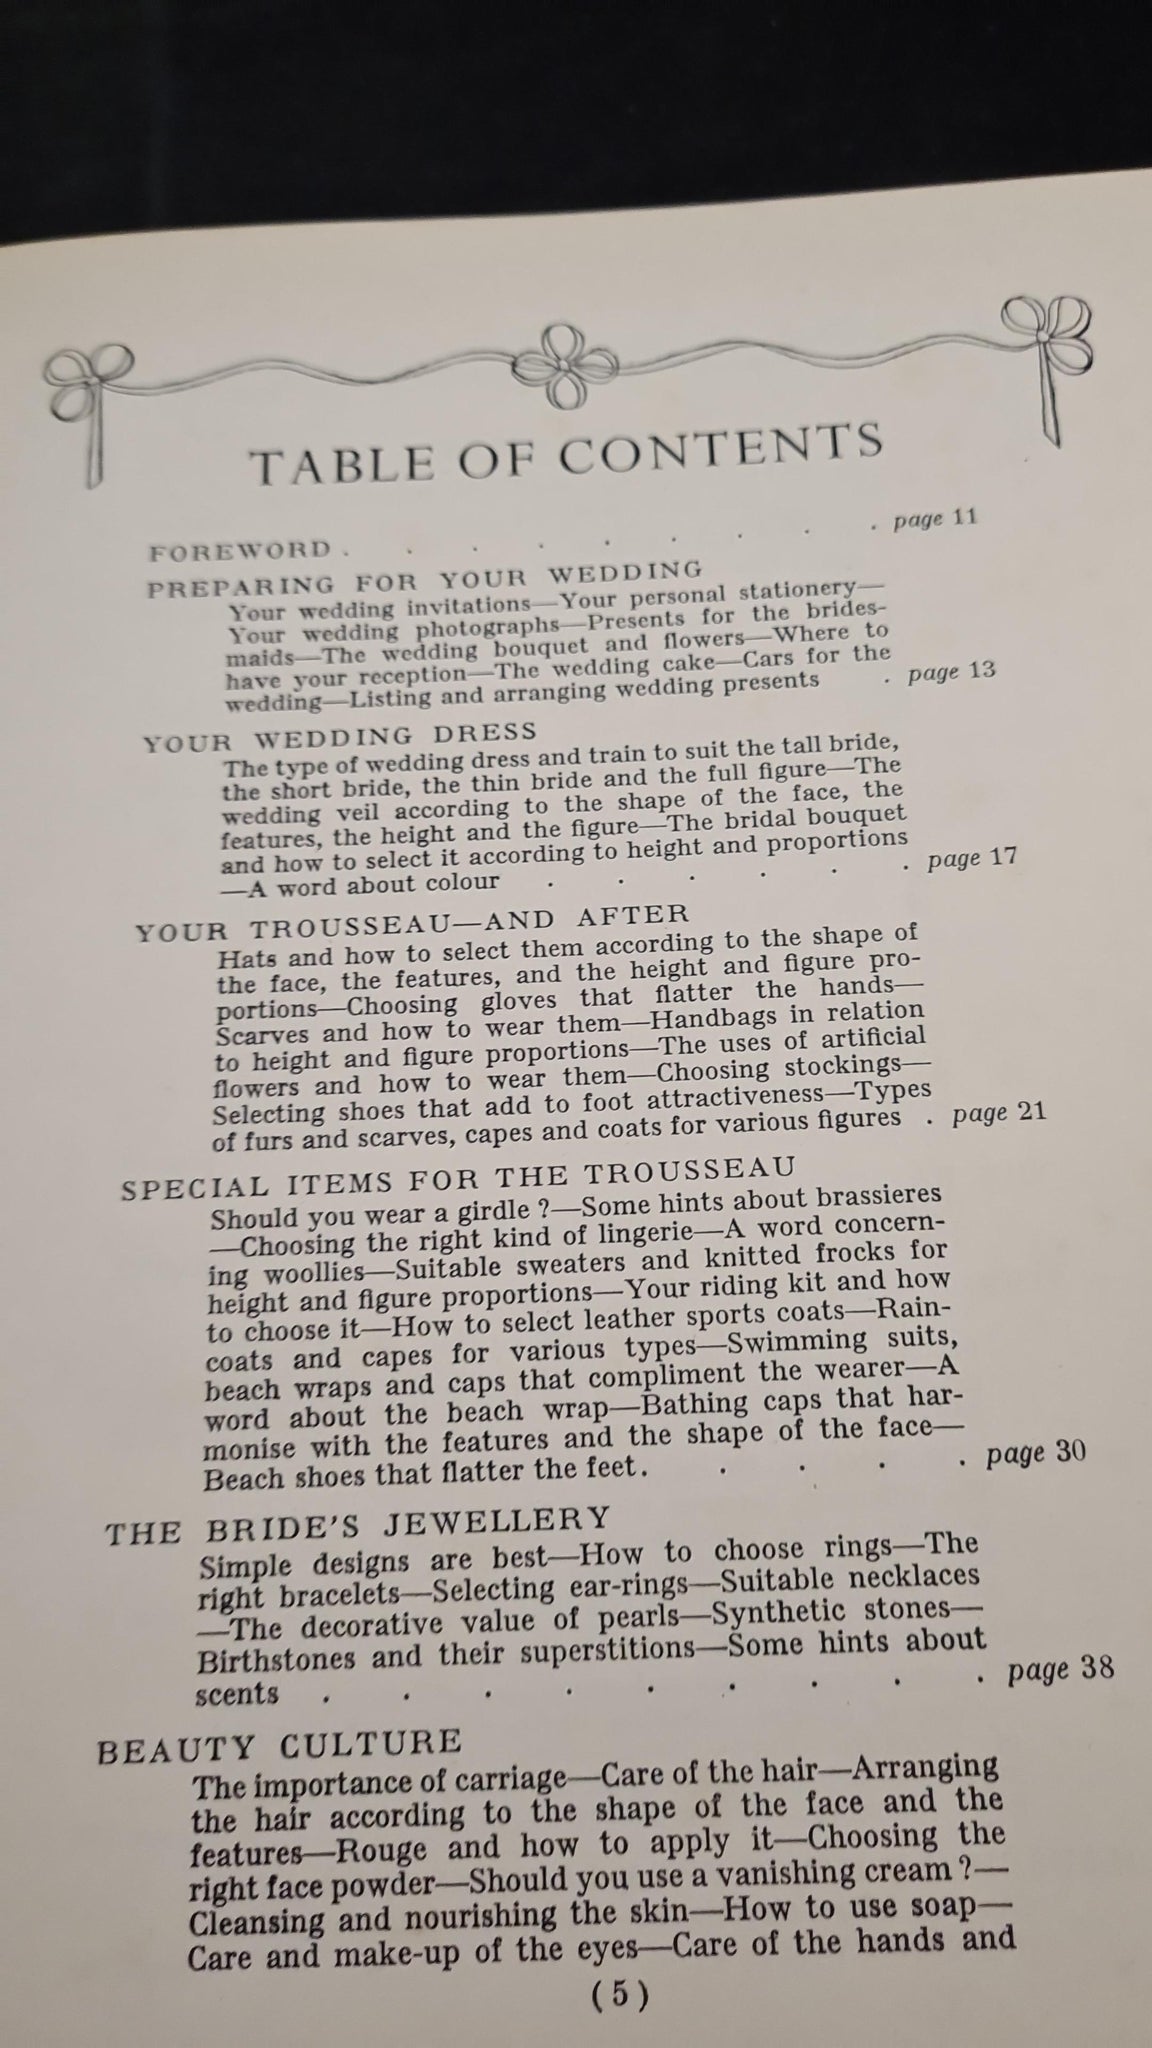 TABLE OF CONTENTS
FOREWORD . . . . . . . . . page 11
PREPARING FOR YOUR WEDDING
Your wedding invitations—Your personal stationery—
Your wedding photographs—Presents for the brides-
maids—The wedding bouquet and flowers—Where to
have your reception—The wedding cake—Cars for the
wedding—Listing and arranging wedding presents . page 13
YOUR WEDDING DRESS
The type of wedding dress and train to suit the tall bride,
the short bride, the thin bride and the full figure—The
wedding veil according to the shape of the face, the
features, the height and the figure—The bridal bouquet
and how to select it according to height and proportions
—A word about colour . . . . . . page 17
YOUR TROUSSEAU—AND AFTER
Hats and how to select them according to the shape of
the face, the features, and the height and figure pro-
portions—Choosing gloves that flatter the hands—
Scarves and how to wear them—Handbags in relation
to height and figure proportions—The uses of artificial
flowers and how to wear them—Choosing stockings—
Selecting shoes that add to foot attractiveness—Types
of furs and scarves, capes and coats for various figures . page 21
SPECIAL ITEMS FOR THE TROUSSEAU
Should you wear a girdle ?—Some hints about brassieres
—Choosing the right kind of lingerie—A word concern-
ing woollies—Suitable sweaters and knitted frocks for
height and figure proportions—Your riding kit and how
to choose it—How to select leather sports coats—Rain-
coats and capes for various types—Swimming suits,
beach wraps and caps that compliment the wearer—A
word about the beach wrap—Bathing caps that har-
monise with the features and the shape of the face—
Beach shoes that flatter the feet. . . . . page 30
THE BRIDE'S JEWELLERY
Simple designs are best—How to choose rings—The
right bracelets—Selecting ear-rings—Suitable necklaces
—The decorative value of pearls—Synthetic stones—
Birthstones and their superstitions—Some hints about
scents . . . . . . . . . page 38
BEAUTY CULTURE
The importance of carriage—Care of the hair—Arranging
the hair according to the shape of the face and the
features—Rouge and how to apply it—Choosing the
right face powder—Should you use a vanishing cream ?—
Cleansing and nourishing the skin—How to use soap—
Care and make-up of the eyes—Care of the hands and
(5)